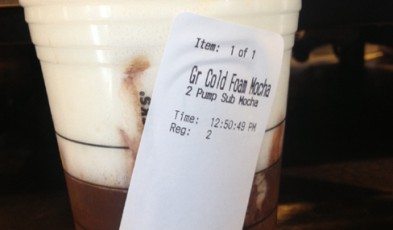 Item: 1 of 1
Gr Cold Foam Mocha
2 Pump Sub Mocha
Time: 12:50:49 PM
Reg: 2